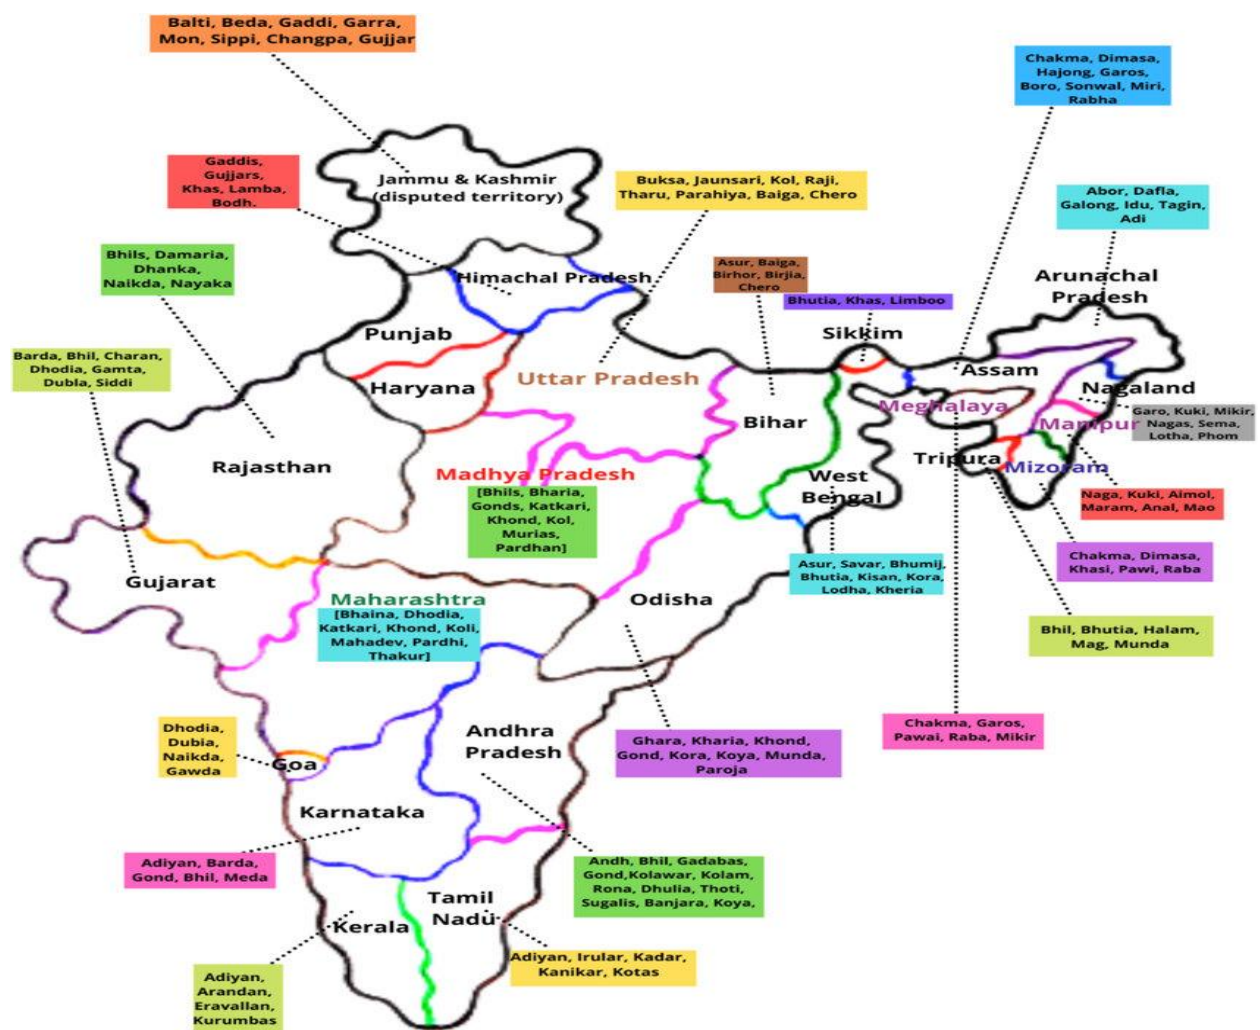 Balti, Beda, Gaddi, Garra,
Mon, Sippi, Changpa, Gujjar
Chakma, Dimasa,
Hajong, Garos,
Boro, Sonwal, Miri,
Rabha
Gaddis,
Gujjars,
Khas, Lamba,
Bodh.
Jammu & Kashmir
(disputed territory)
Buksa, Jaunsari, Kol, Raji,
Tharu, Parahiya, Baiga, Chero
Abor, Dafla,
Galong, Idu, Tagin,
Adi
Bhils, Damaria,
Dhanka,
Naikda, Nayaka
Himachal Pradesh
Asur, Baiga,
Birhor, Birjia,
Chero
Bhutia, Khas, Limboo
Arunachal
Pradesh
Punjab
Sikkim
Barda, Bhil, Charan,
Dhodia, Gamta,
Dubla, Siddi
Haryana
Uttar Pradesh
Assam
Nagaland
Meghalaya
Garo, Kuki, Mikir,
Nagas, Sema,
Lotha, Phom
Bihar
Manipur
Rajasthan
Madhya Pradesh
[Bhils, Bharia,
Gonds, Katkari,
Khond, Kol,
Murias,
Pardhan]
West
Bengal
Tripura
Mizoram
Naga, Kuki, Aimol,
Maram, Anal, Mao
Gujarat
Asur, Savar, Bhumij,
Bhutia, Kisan, Kora,
Lodha, Kheria
Chakma, Dimasa,
Khasi, Pawi, Raba
Maharashtra
[Bhaina, Dhodia,
Katkari, Khond, Koli,
Mahadev, Pardhi,
Thakur]
Odisha
Bhil, Bhutia, Halam,
Mag, Munda
Dhodia,
Dubia,
Naikda,
Gawda
Goa
Andhra
Pradesh
Ghara, Kharia, Khond,
Gond, Kora, Koya, Munda,
Paroja
Chakma, Garos,
Pawai, Raba, Mikir
Karnataka
Adiyan, Barda,
Gond, Bhil, Meda
Andh, Bhil, Gadabas,
Gond,Kolawar, Kolam,
Rona, Dhulia, Thoti,
Sugalis, Banjara, Koya,
Tamil
Nadu
Kerala
Adiyan, Irular, Kadar,
Kanikar, Kotas
Adiyan,
Arandan,
Eravallan,
Kurumbas